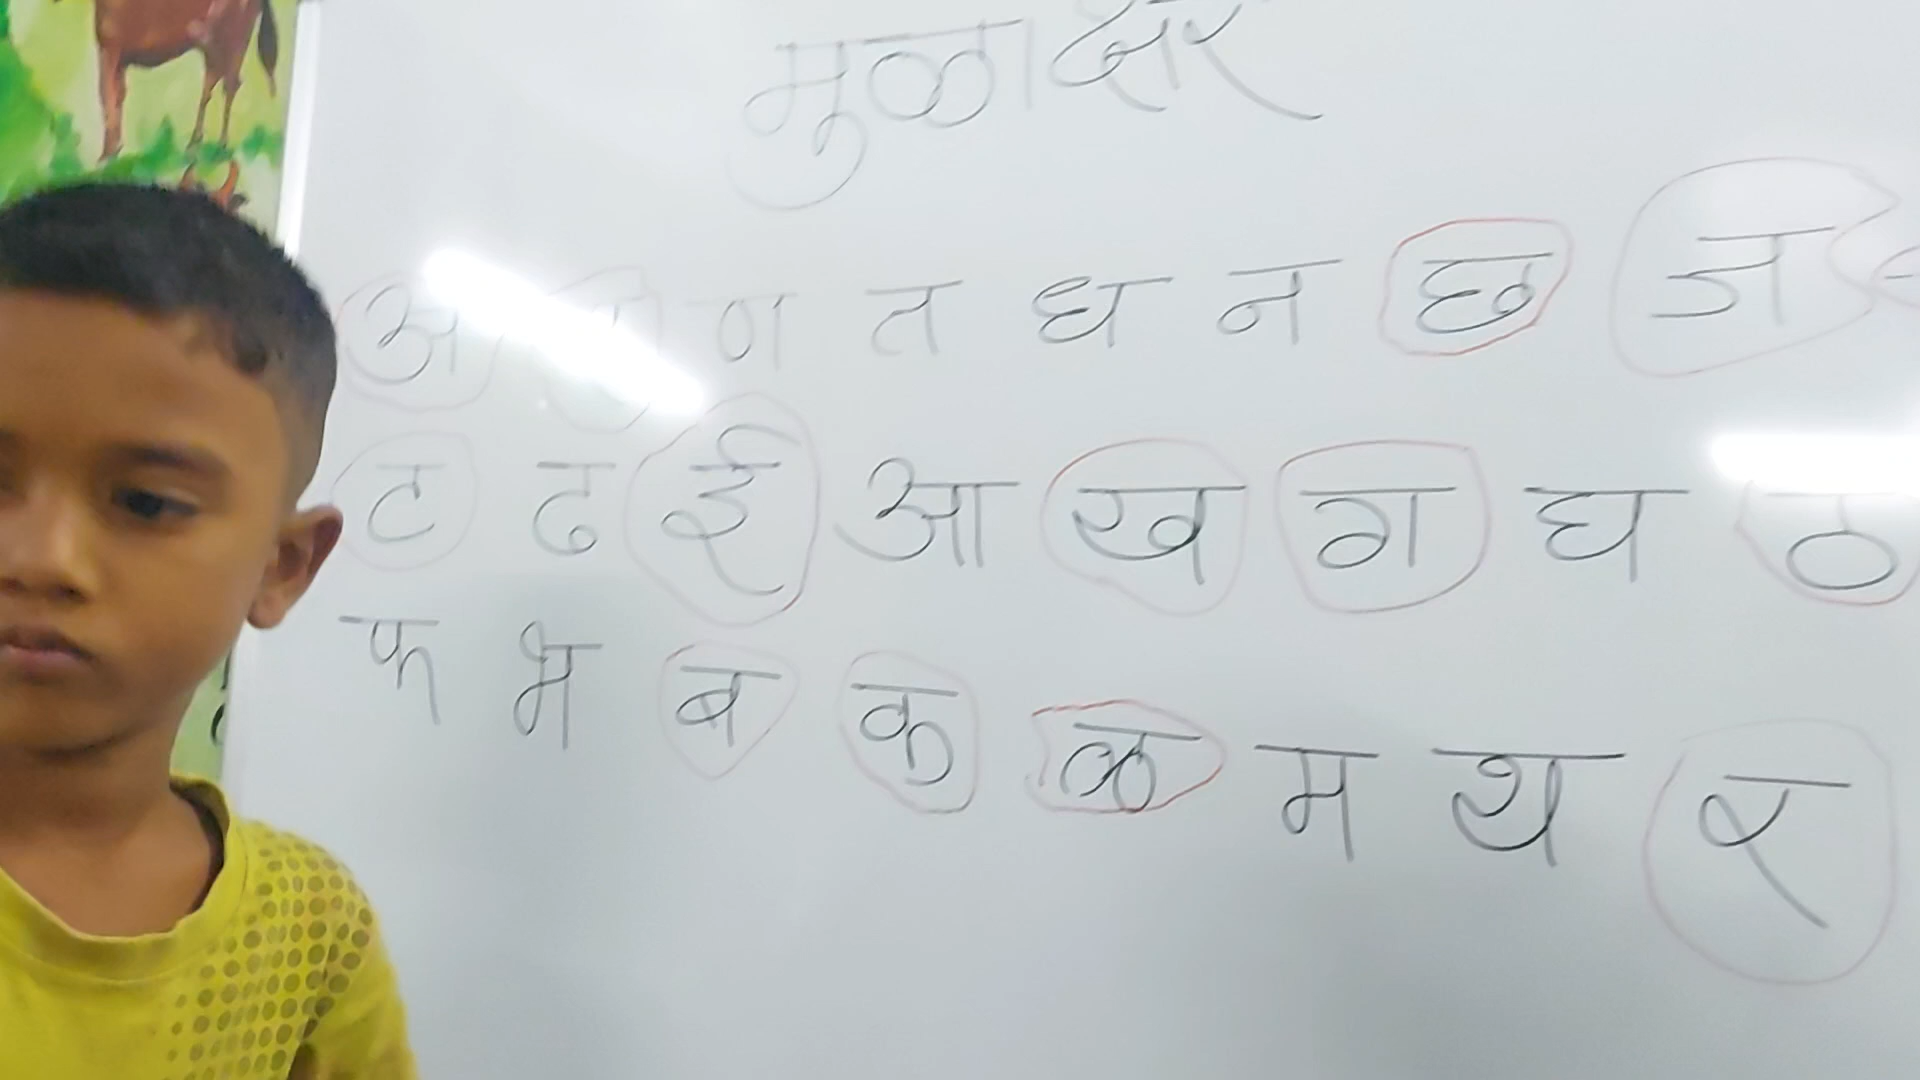 मुळाक्षर
अ ण त ध न छ ज
ट ढ ई आ ख ग घ ठ
फ भ ब क ळ म थ र